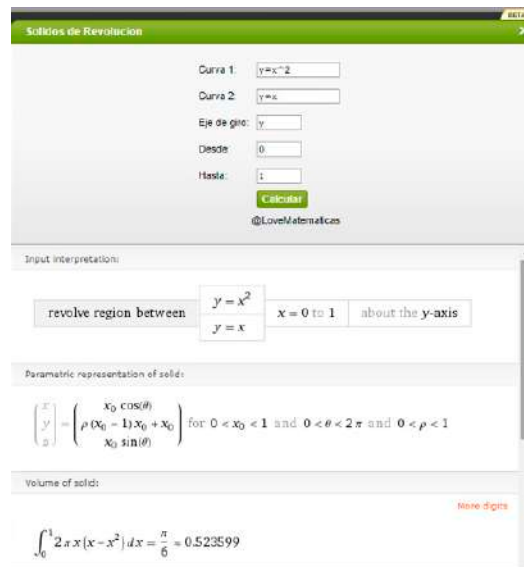 BETA
Solidos de Revolucion
Curva 1: y=x^2
Curva 2: y=x
Eje de giro: y
Desde: 0
Hasta: 1
Calcular
@LoveMatematicas
Input interpretation:
revolve region between y = x² y = x x = 0 to 1 about the y-axis
Parametric representation of solid:
(x y z) = (x₀ cos(θ) ρ (x₀ - 1) x₀ + x₀ x₀ sin(θ)) for 0 < x₀ < 1 and 0 < θ < 2 π and 0 < ρ < 1
Volume of solid:
More digits
∫₀¹ 2 π x (x - x²) dx = π/6 ≈ 0.523599